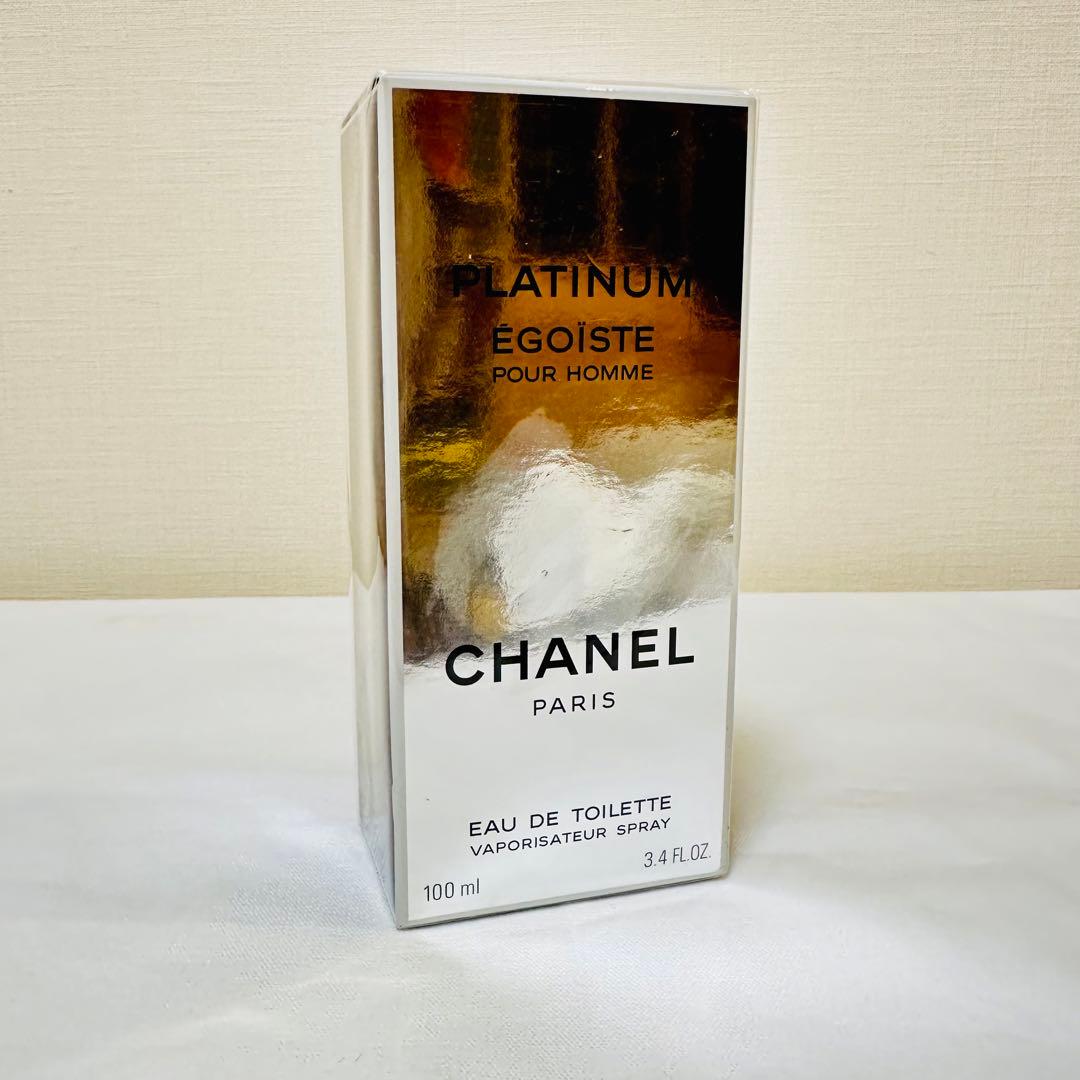 PLATINUM
ÉGOÏSTE
POUR HOMME
CHANEL
PARIS
EAU DE TOILETTE
VAPORISATEUR SPRAY
100 ml
3.4 FL.OZ.